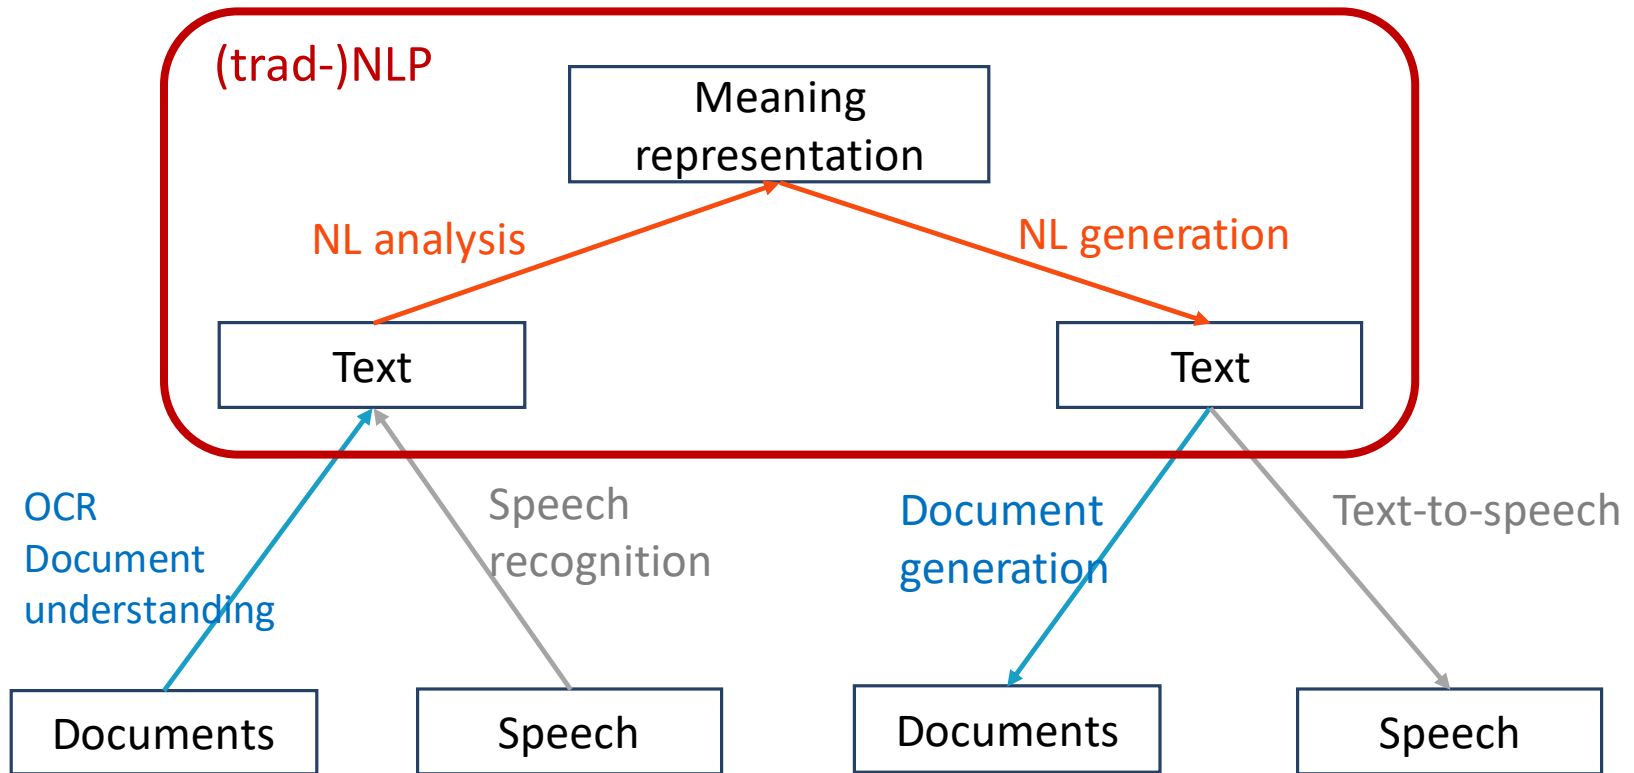 (trad-)NLP
Meaning
representation
NL analysis
NL generation
Text
Text
OCR
Document
understanding
Speech
recognition
Document
generation
Text-to-speech
Documents
Speech
Documents
Speech